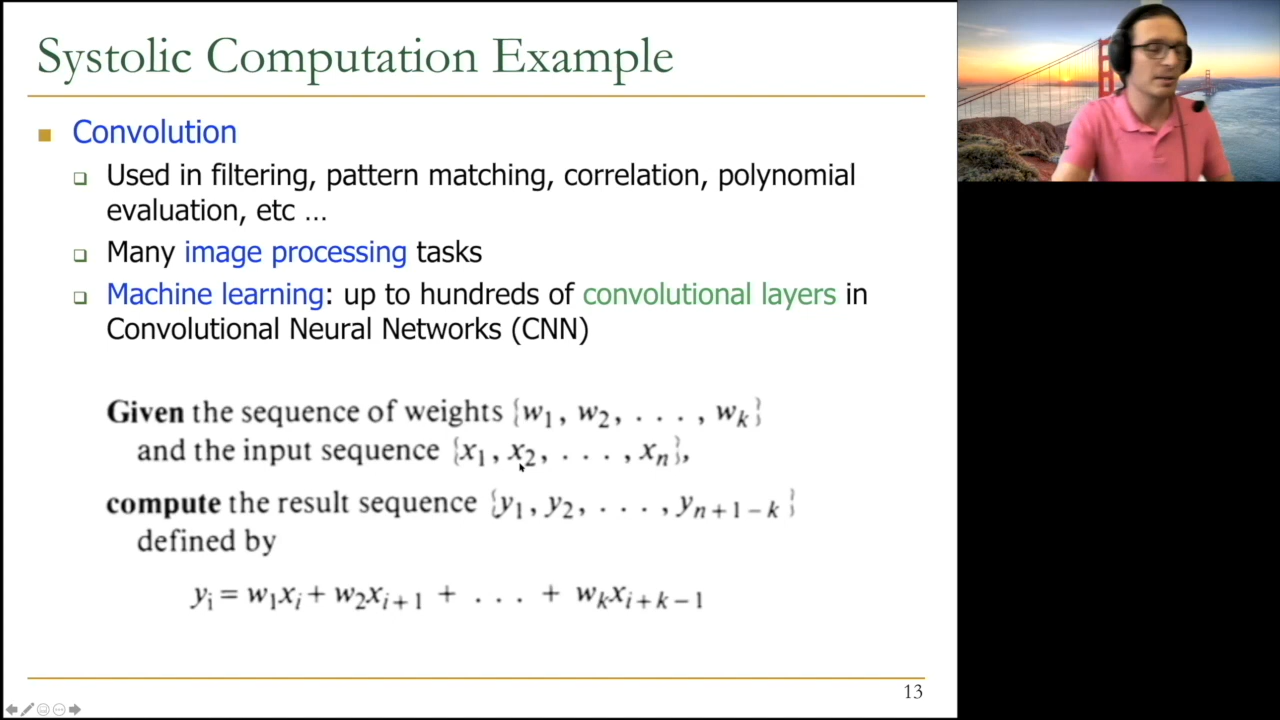 Systolic Computation Example
Convolution
Used in filtering, pattern matching, correlation, polynomial
evaluation, etc …
Many image processing tasks
Machine learning: up to hundreds of convolutional layers in
Convolutional Neural Networks (CNN)
Given the sequence of weights {w₁, w₂, . . . , wₖ}
and the input sequence {x₁, x₂, . . . , xₙ},
compute the result sequence {y₁, y₂, . . . , yₙ₊₁₋ₖ}
defined by
yᵢ = w₁xᵢ + w₂xᵢ₊₁ + . . . + wₖxᵢ₊ₖ₋₁
13